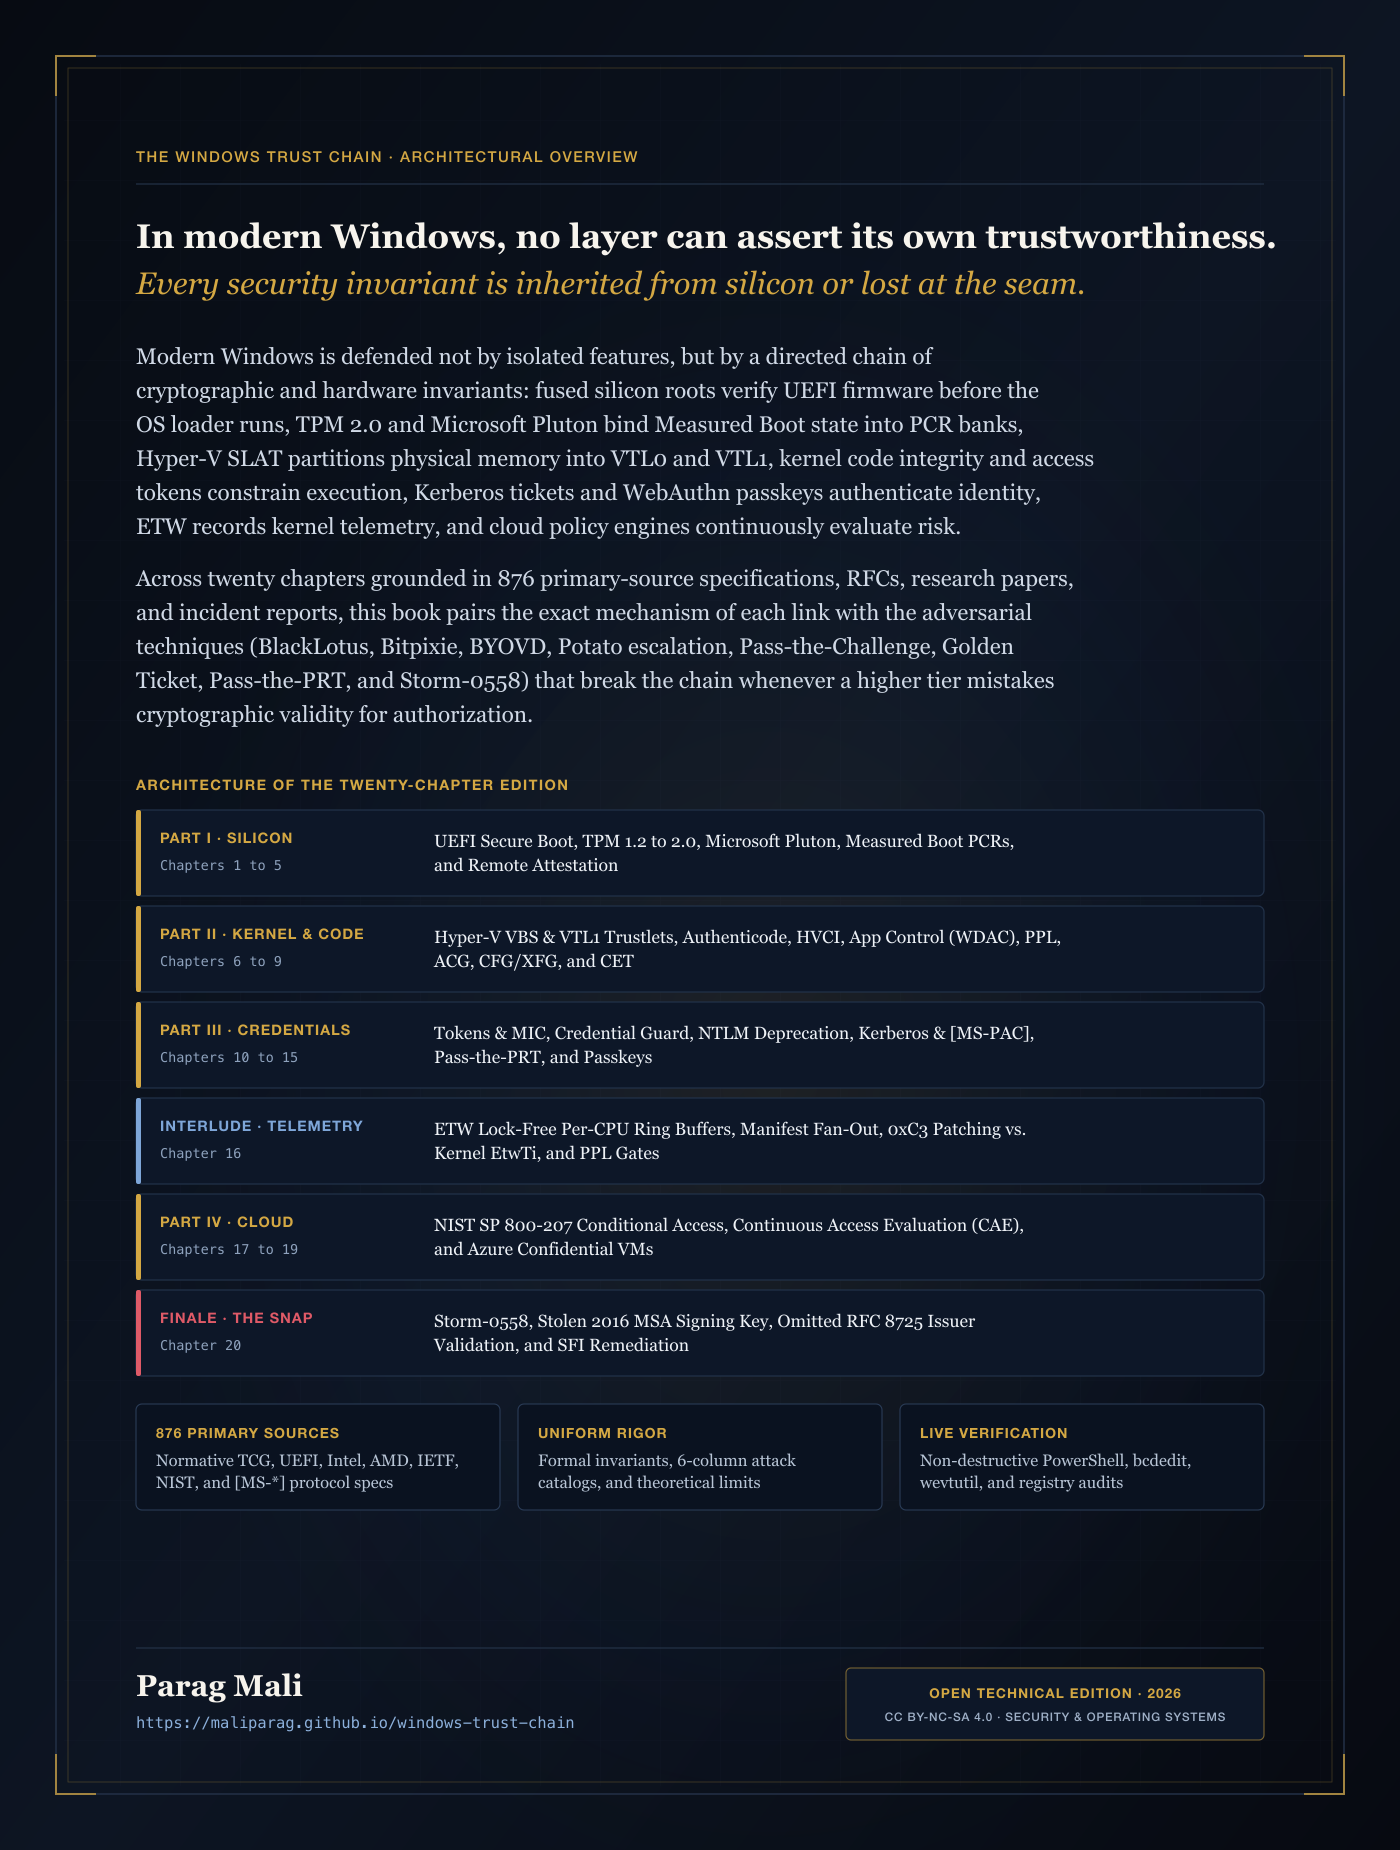 THE WINDOWS TRUST CHAIN · ARCHITECTURAL OVERVIEW
In modern Windows, no layer can assert its own trustworthiness.
Every security invariant is inherited from silicon or lost at the seam.
Modern Windows is defended not by isolated features, but by a directed chain of
cryptographic and hardware invariants: fused silicon roots verify UEFI firmware before the
OS loader runs, TPM 2.0 and Microsoft Pluton bind Measured Boot state into PCR banks,
Hyper-V SLAT partitions physical memory into VTL0 and VTL1, kernel code integrity and access
tokens constrain execution, Kerberos tickets and WebAuthn passkeys authenticate identity,
ETW records kernel telemetry, and cloud policy engines continuously evaluate risk.
Across twenty chapters grounded in 876 primary-source specifications, RFCs, research papers,
and incident reports, this book pairs the exact mechanism of each link with the adversarial
techniques (BlackLotus, Bitpixie, BYOVD, Potato escalation, Pass-the-Challenge, Golden
Ticket, Pass-the-PRT, and Storm-0558) that break the chain whenever a higher tier mistakes
cryptographic validity for authorization.
ARCHITECTURE OF THE TWENTY-CHAPTER EDITION
PART I · SILICON
Chapters 1 to 5
UEFI Secure Boot, TPM 1.2 to 2.0, Microsoft Pluton, Measured Boot PCRs,
and Remote Attestation
PART II · KERNEL & CODE
Chapters 6 to 9
Hyper-V VBS & VTL1 Trustlets, Authenticode, HVCI, App Control (WDAC), PPL,
ACG, CFG/XFG, and CET
PART III · CREDENTIALS
Chapters 10 to 15
Tokens & MIC, Credential Guard, NTLM Deprecation, Kerberos & [MS-PAC],
Pass-the-PRT, and Passkeys
INTERLUDE · TELEMETRY
Chapter 16
ETW Lock-Free Per-CPU Ring Buffers, Manifest Fan-Out, 0xC3 Patching vs.
Kernel EtwTi, and PPL Gates
PART IV · CLOUD
Chapters 17 to 19
NIST SP 800-207 Conditional Access, Continuous Access Evaluation (CAE),
and Azure Confidential VMs
FINALE · THE SNAP
Chapter 20
Storm-0558, Stolen 2016 MSA Signing Key, Omitted RFC 8725 Issuer
Validation, and SFI Remediation
876 PRIMARY SOURCES
Normative TCG, UEFI, Intel, AMD, IETF,
NIST, and [MS-*] protocol specs
UNIFORM RIGOR
Formal invariants, 6-column attack
catalogs, and theoretical limits
LIVE VERIFICATION
Non-destructive PowerShell, bcdedit,
wevtutil, and registry audits
Parag Mali
https://maliparag.github.io/windows-trust-chain
OPEN TECHNICAL EDITION · 2026
CC BY-NC-SA 4.0 · SECURITY & OPERATING SYSTEMS